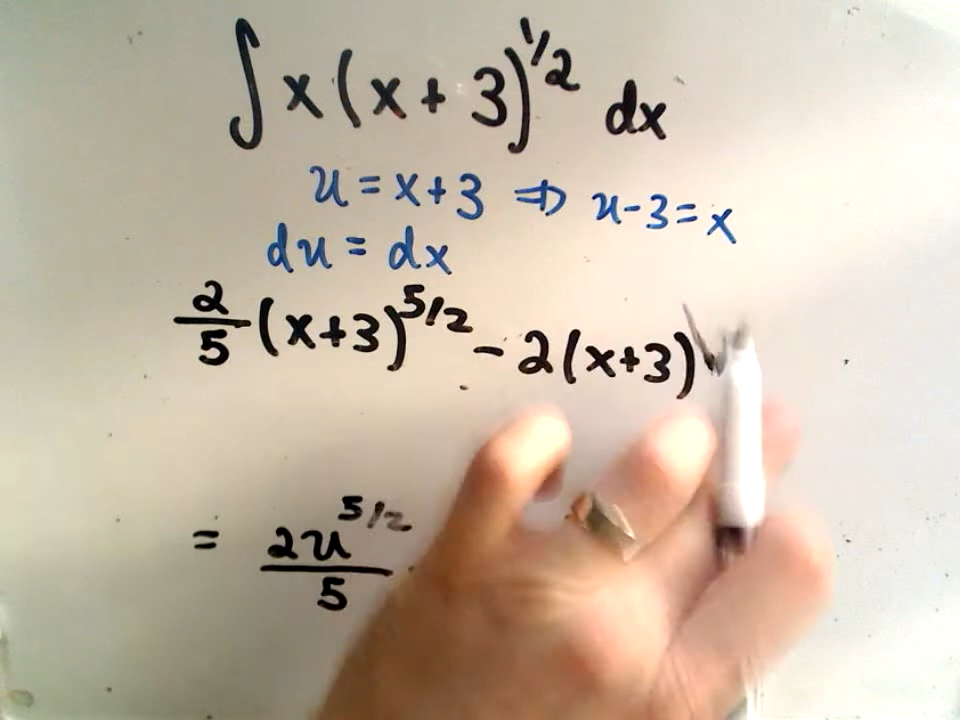 ∫ x (x + 3)^1/2 dx
u = x + 3 ⇒ u - 3 = x
du = dx
2/5 (x+3)^5/2 - 2(x+3)
= 2u^5/2 / 5